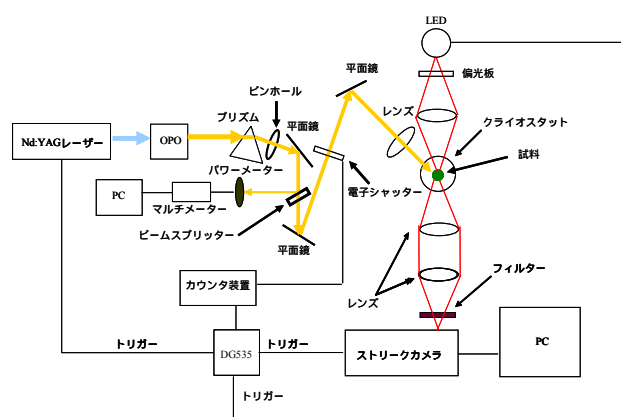 LED
偏光板
平面鏡
ピンホール
プリズム
平面鏡
レンズ
クライオスタット
Nd:YAGレーザー
OPO
試料
パワーメーター
電子シャッター
PC
マルチメーター
ビームスプリッター
平面鏡
カウンタ装置
レンズ
フィルター
トリガー
DG535
トリガー
ストリークカメラ
PC
トリガー